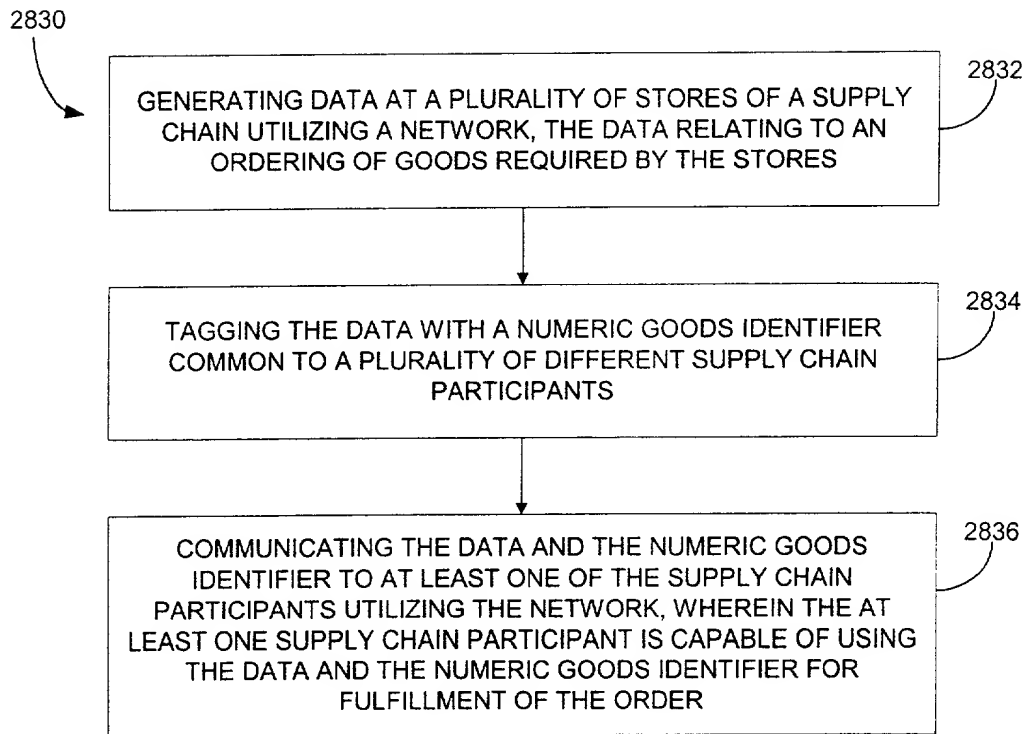 2830
2832
GENERATING DATA AT A PLURALITY OF STORES OF A SUPPLY
CHAIN UTILIZING A NETWORK, THE DATA RELATING TO AN
ORDERING OF GOODS REQUIRED BY THE STORES
2834
TAGGING THE DATA WITH A NUMERIC GOODS IDENTIFIER
COMMON TO A PLURALITY OF DIFFERENT SUPPLY CHAIN
PARTICIPANTS
2836
COMMUNICATING THE DATA AND THE NUMERIC GOODS
IDENTIFIER TO AT LEAST ONE OF THE SUPPLY CHAIN
PARTICIPANTS UTILIZING THE NETWORK, WHEREIN THE AT
LEAST ONE SUPPLY CHAIN PARTICIPANT IS CAPABLE OF USING
THE DATA AND THE NUMERIC GOODS IDENTIFIER FOR
FULFILLMENT OF THE ORDER